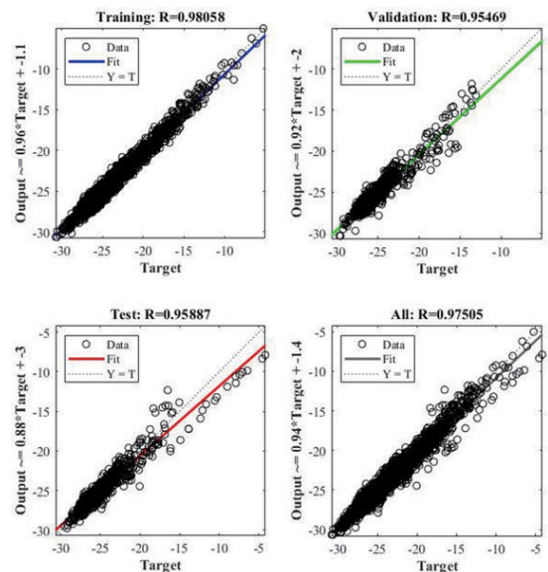 Training: R=0.98058
Output ~= 0.96*Target + -1.1
-10
-15
-20
-25
-30
Data
Fit
Y = T
-30
-25
-20
-15
-10
Target
Validation: R=0.95469
Output ~= 0.92*Target + -2
-10
-15
-20
-25
-30
Data
Fit
Y = T
-30
-25
-20
-15
-10
Target
Test: R=0.95887
Output ~= 0.88*Target + -3
-5
-10
-15
-20
-25
-30
Data
Fit
Y = T
-30
-25
-20
-15
-10
-5
Target
All: R=0.97505
Output ~= 0.94*Target + -1.4
-5
-10
-15
-20
-25
-30
Data
Fit
Y = T
-30
-25
-20
-15
-10
-5
Target